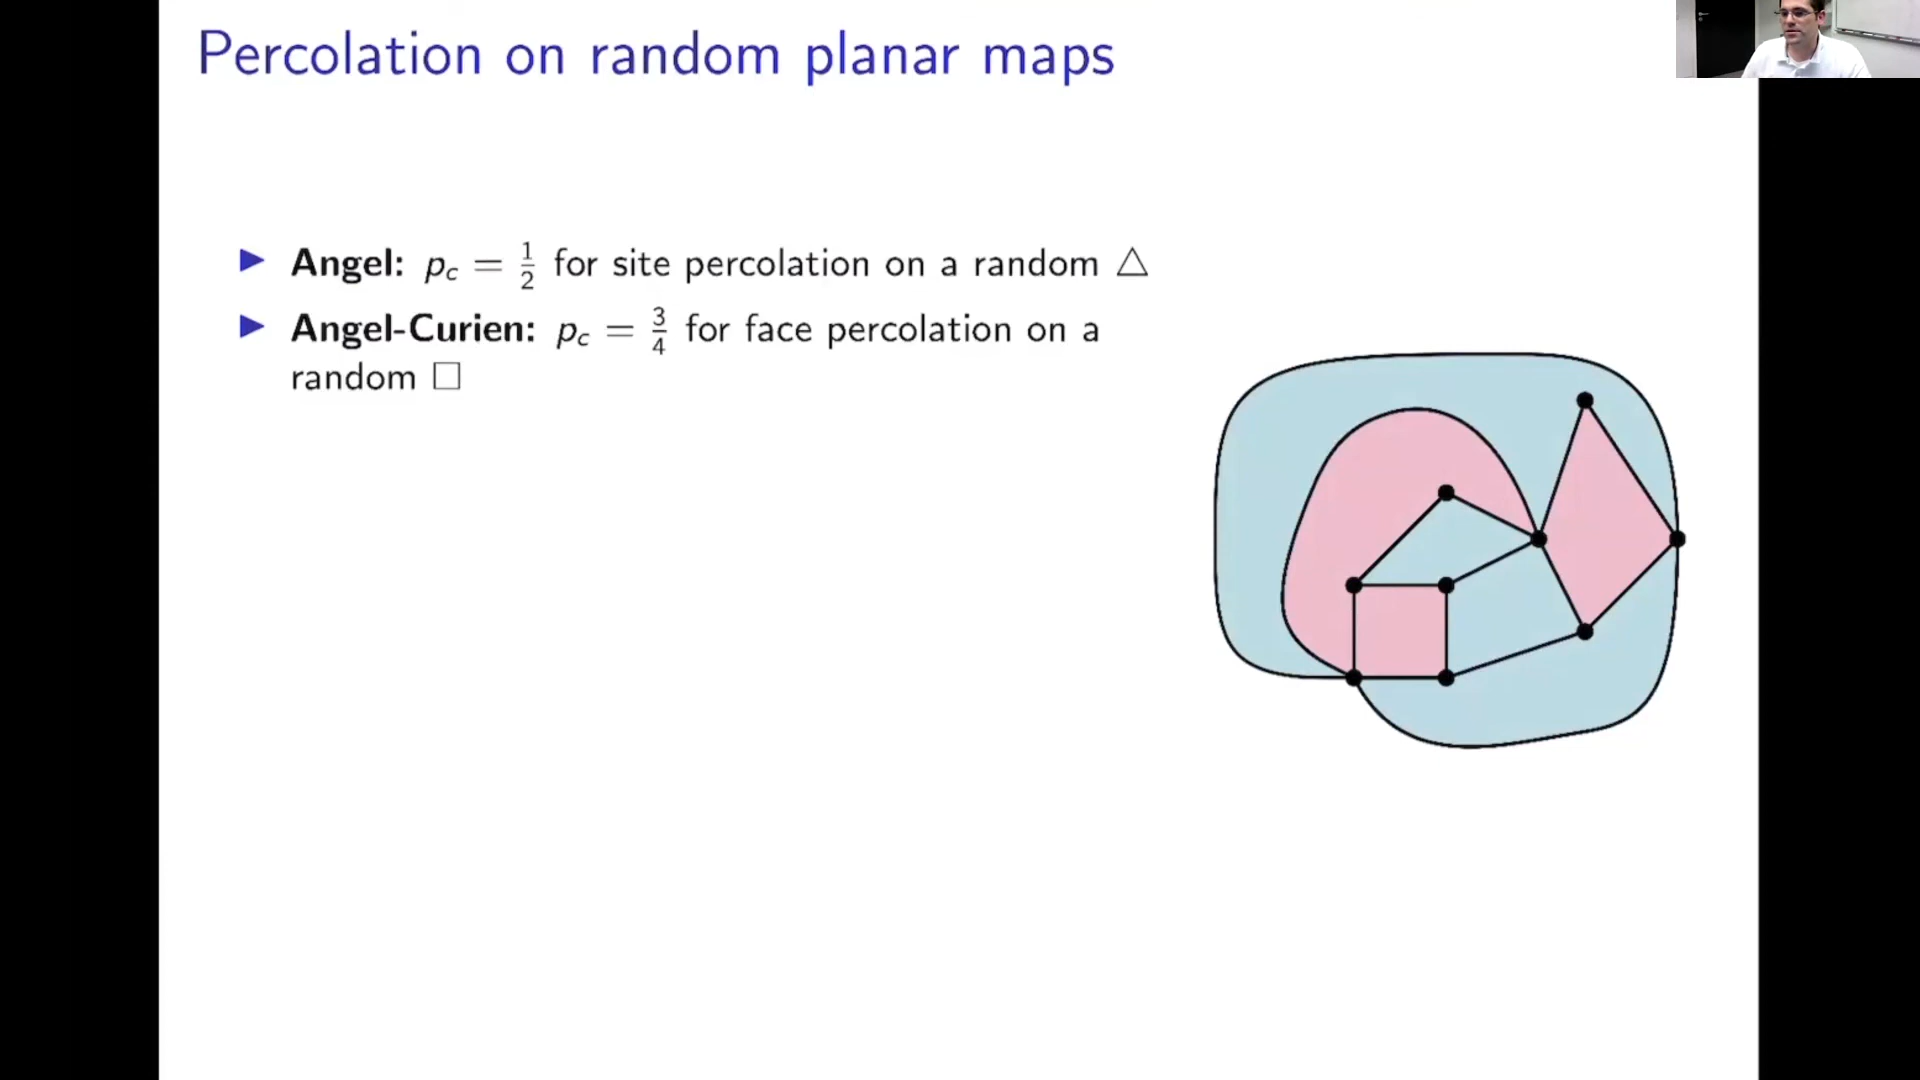 Percolation on random planar maps
▶ Angel: p_c = 1/2 for site percolation on a random △
▶ Angel-Curien: p_c = 3/4 for face percolation on a
random □